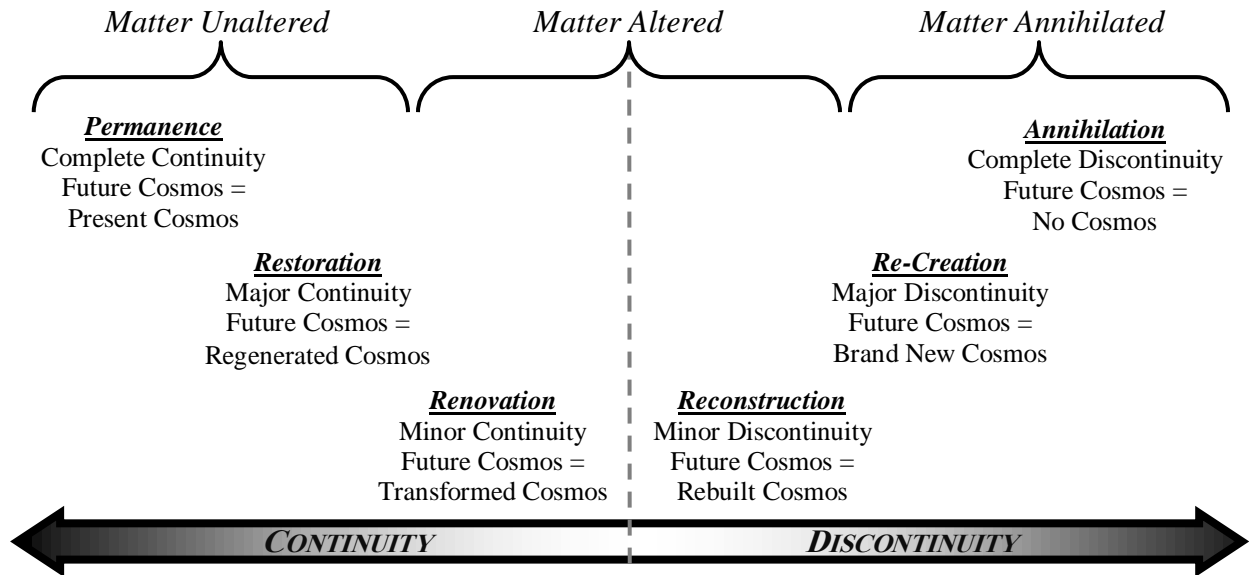 Matter Unaltered
Matter Altered
Matter Annihilated
Permanence
Complete Continuity
Future Cosmos =
Present Cosmos
Annihilation
Complete Discontinuity
Future Cosmos =
No Cosmos
Restoration
Major Continuity
Future Cosmos =
Regenerated Cosmos
Re-Creation
Major Discontinuity
Future Cosmos =
Brand New Cosmos
Renovation
Minor Continuity
Future Cosmos =
Transformed Cosmos
Reconstruction
Minor Discontinuity
Future Cosmos =
Rebuilt Cosmos
CONTINUITY
DISCONTINUITY